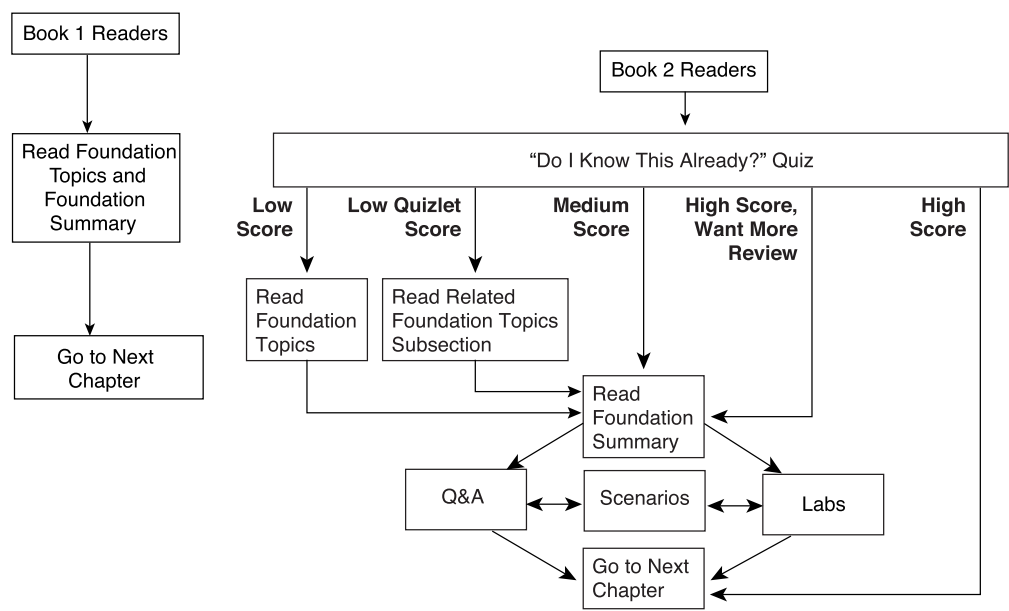 Book 1 Readers
Read Foundation
Topics and
Foundation
Summary
Go to Next
Chapter
Book 2 Readers
“Do I Know This Already?” Quiz
Low
Score
Low Quizlet
Score
Medium
Score
High Score,
Want More
Review
High
Score
Read
Foundation
Topics
Read Related
Foundation Topics
Subsection
Read
Foundation
Summary
Q&A
Scenarios
Labs
Go to Next
Chapter